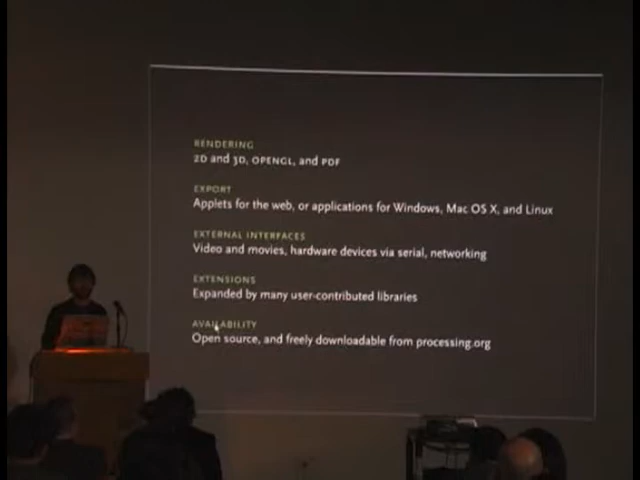 RENDERING
2D and 3D, OPENGL, and PDF
EXPORT
Applets for the web, or applications for Windows, Mac OS X, and Linux
EXTERNAL INTERFACES
Video and movies, hardware devices via serial, networking
EXTENSIONS
Expanded by many user-contributed libraries
AVAILABILITY
Open source, and freely downloadable from processing.org